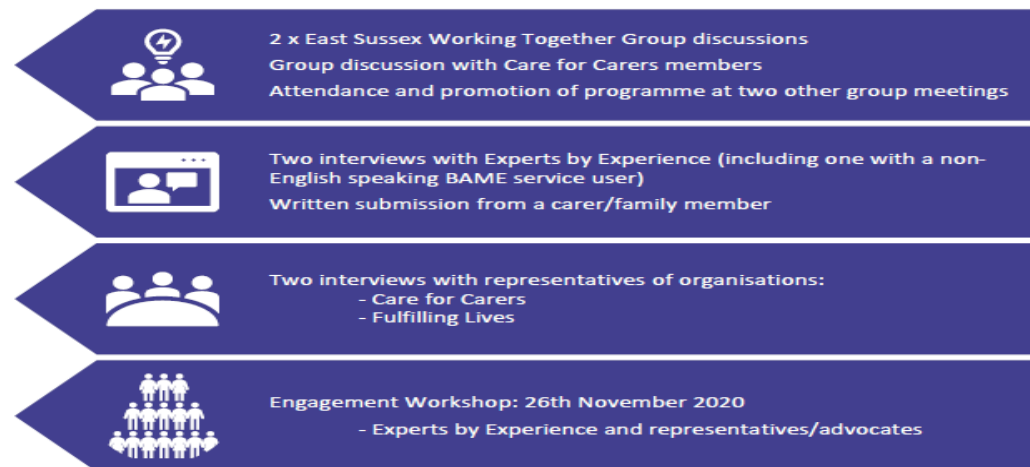 2 x East Sussex Working Together Group discussions
Group discussion with Care for Carers members
Attendance and promotion of programme at two other group meetings
Two interviews with Experts by Experience (including one with a non-
English speaking BAME service user)
Written submission from a carer/family member
Two interviews with representatives of organisations:
- Care for Carers
- Fulfilling Lives
Engagement Workshop: 26th November 2020
- Experts by Experience and representatives/advocates